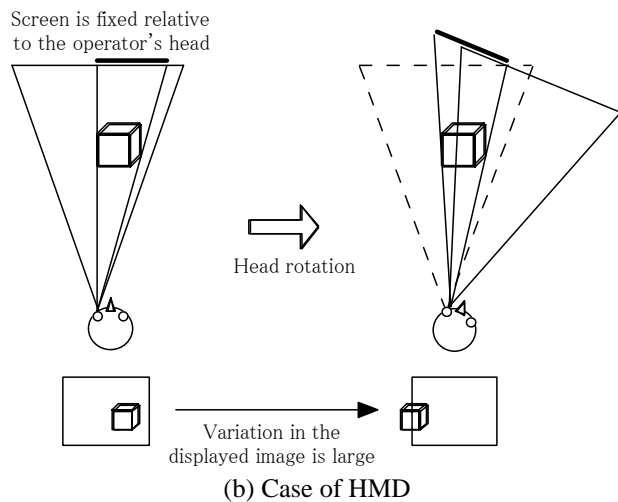 Screen is fixed relative
to the operator's head
Head rotation
Variation in the
displayed image is large
(b) Case of HMD